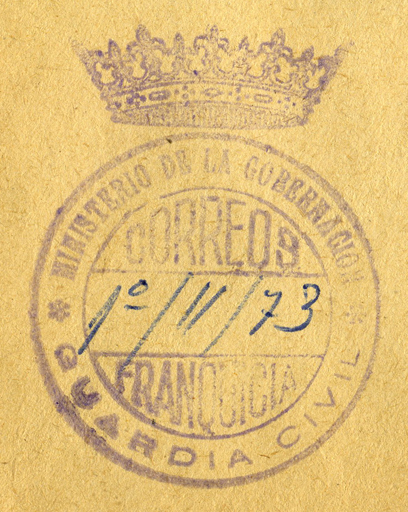 MINISTERIO DE LA GOBERNACION
CORREOS
1º/11/73
FRANQUICIA
GUARDIA CIVIL